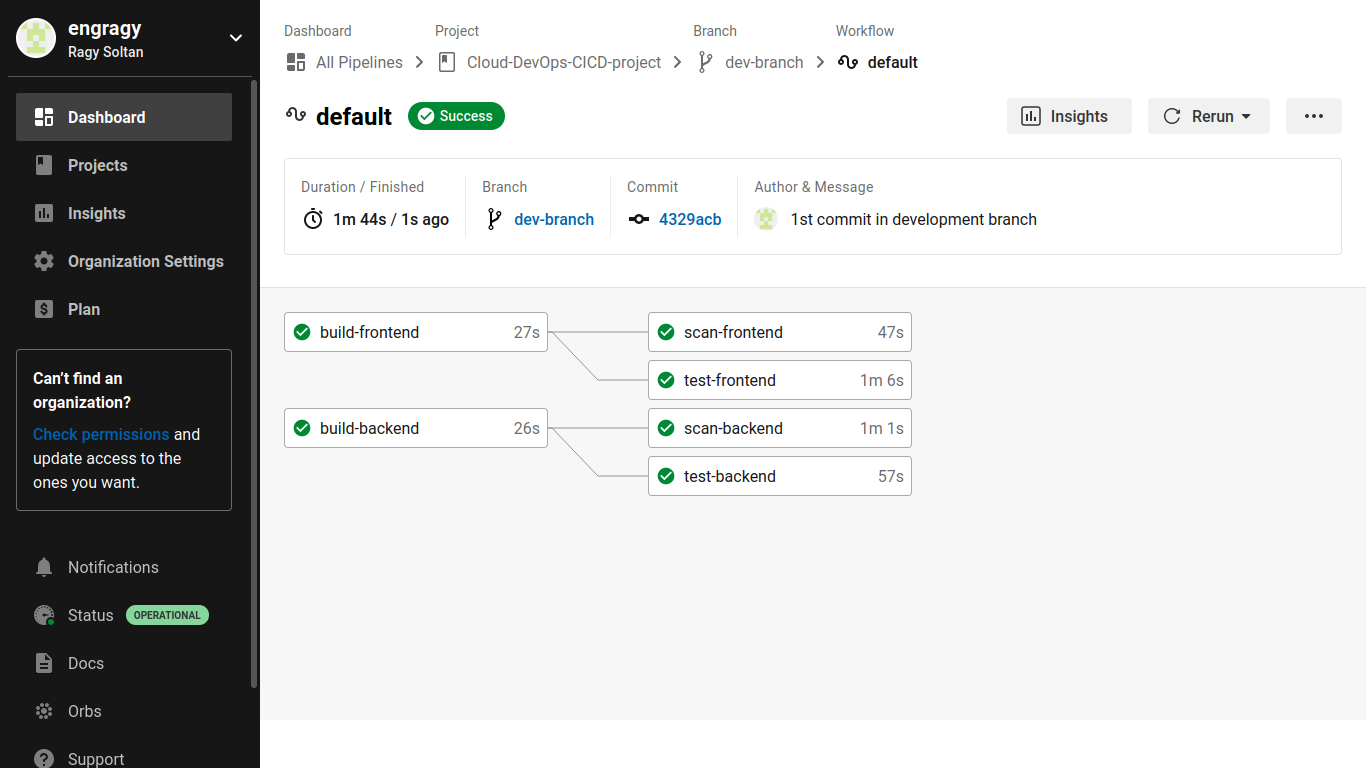 engragy
Ragy Soltan
Dashboard
Projects
Insights
Organization Settings
Plan
Can't find an
organization?
Check permissions and
update access to the
ones you want.
Notifications
Status OPERATIONAL
Docs
Orbs
Support
Dashboard Project Branch Workflow
All Pipelines Cloud-DevOps-CICD-project dev-branch default
default Success Insights Rerun
Duration / Finished Branch Commit Author & Message
1m 44s / 1s ago dev-branch 4329acb 1st commit in development branch
build-frontend 27s scan-frontend 47s
test-frontend 1m 6s
build-backend 26s scan-backend 1m 1s
test-backend 57s